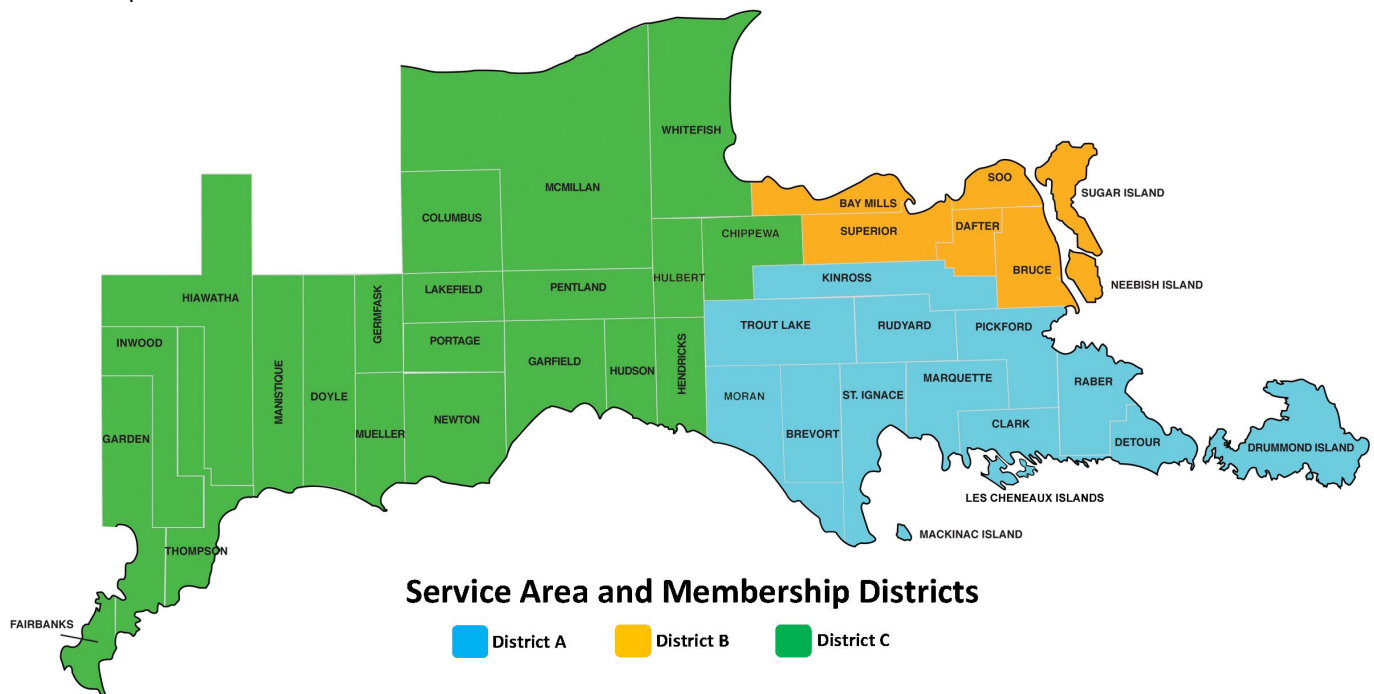 WHITEFISH
SOO
SUGAR ISLAND
MCMILLAN
BAY MILLS
COLUMBUS
CHIPPEWA
SUPERIOR
DAFTER
BRUCE
HULBERT
KINROSS
NEEBISH ISLAND
LAKEFIELD
PENTLAND
HIAWATHA
GERMFASK
TROUT LAKE
RUDYARD
PICKFORD
INWOOD
PORTAGE
GARFIELD
HUDSON
HENDRICKS
MARQUETTE
RABER
MANISTIQUE
DOYLE
MORAN
ST. IGNACE
NEWTON
CLARK
GARDEN
MUELLER
BREVORT
DETOUR
DRUMMOND ISLAND
LES CHENEAUX ISLANDS
MACKINAC ISLAND
THOMPSON
FAIRBANKS
Service Area and Membership Districts
District A
District B
District C